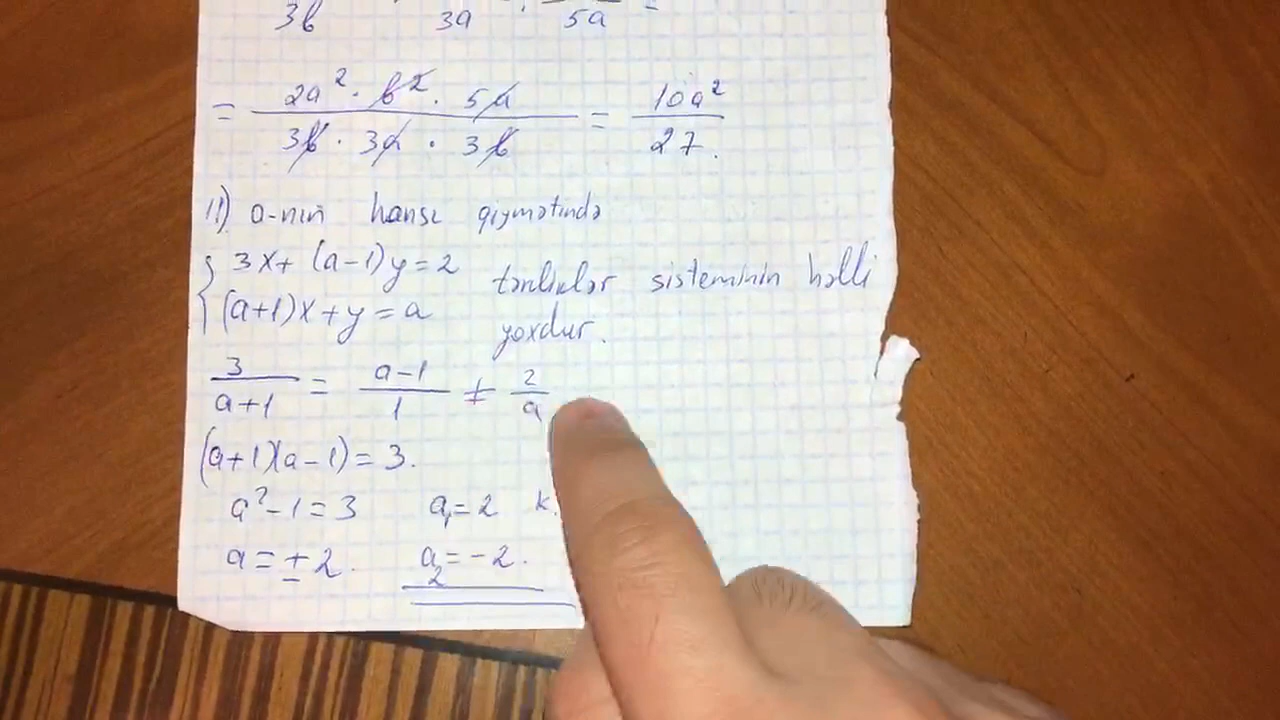 3b 3a 5a =
= 2a² · b² · 5a / 3b · 3a · 3b = 10a² / 27.
11) a-nın hansı qiymətində
{ 3x + (a-1)y = 2
(a+1)x + y = a
tənliklər sisteminin həlli
yoxdur.
3/a+1 = a-1/1 ≠ 2/a
(a+1)(a-1) = 3.
a² - 1 = 3 a₁ = 2 k.
a = ± 2. a₂ = -2.